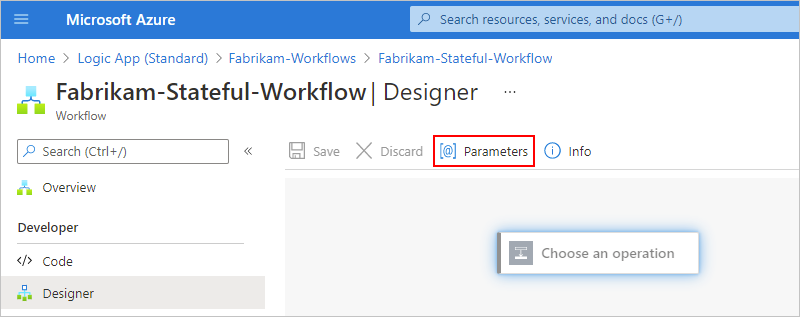 Microsoft Azure
Search resources, services, and docs (G+/)
Home > Logic App (Standard) > Fabrikam-Workflows > Fabrikam-Stateful-Workflow
Fabrikam-Stateful-Workflow | Designer ...
Workflow
Search (Ctrl+/) «
Save Discard [@] Parameters Info
Overview
Choose an operation
Developer
</> Code
Designer